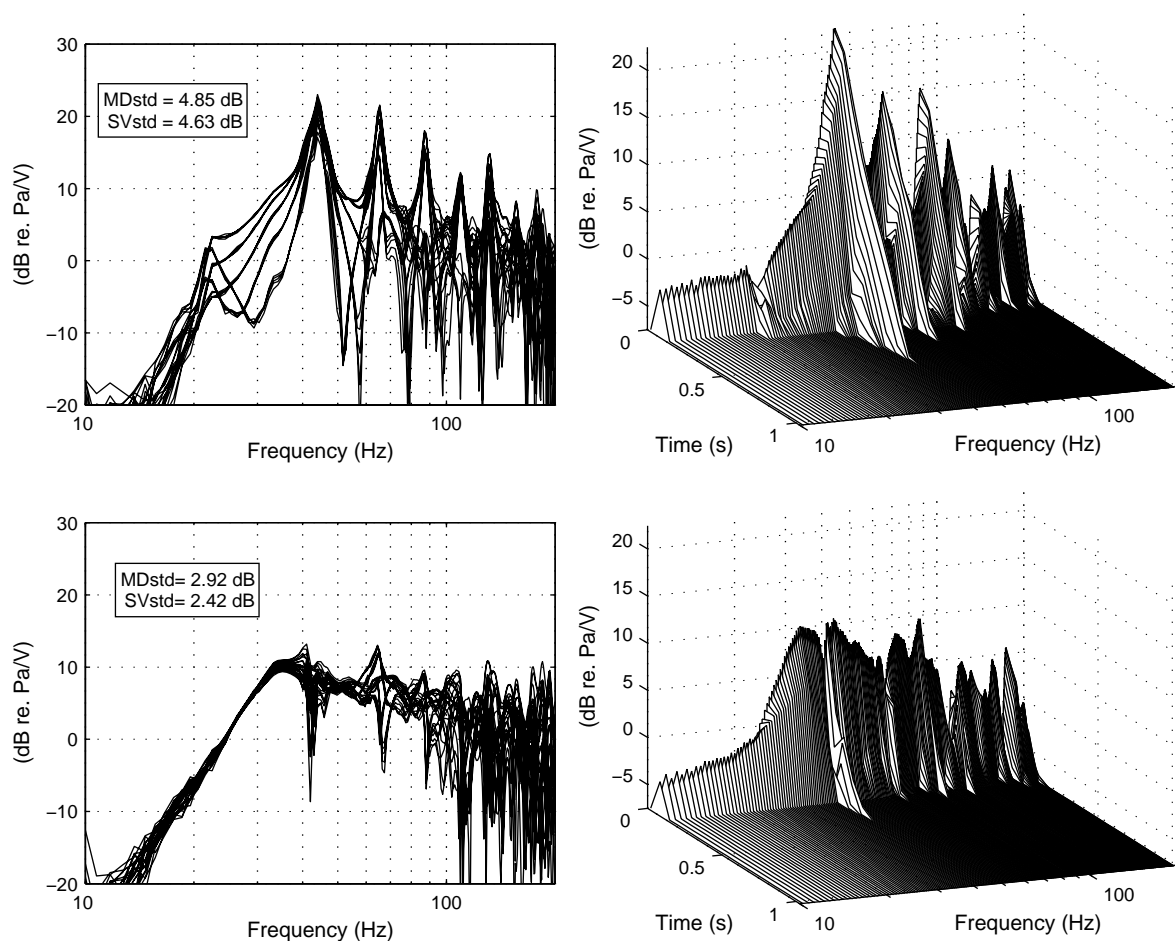 30
20
10
0
−10
−20
10
100
Frequency (Hz)
(dB re. Pa/V)
MDstd = 4.85 dB
SVstd = 4.63 dB
20
15
10
5
0
−5
(dB re. Pa/V)
0
0.5
1
Time (s)
10
100
Frequency (Hz)
30
20
10
0
−10
−20
10
100
Frequency (Hz)
(dB re. Pa/V)
MDstd= 2.92 dB
SVstd= 2.42 dB
20
15
10
5
0
−5
(dB re. Pa/V)
0
0.5
1
Time (s)
10
100
Frequency (Hz)